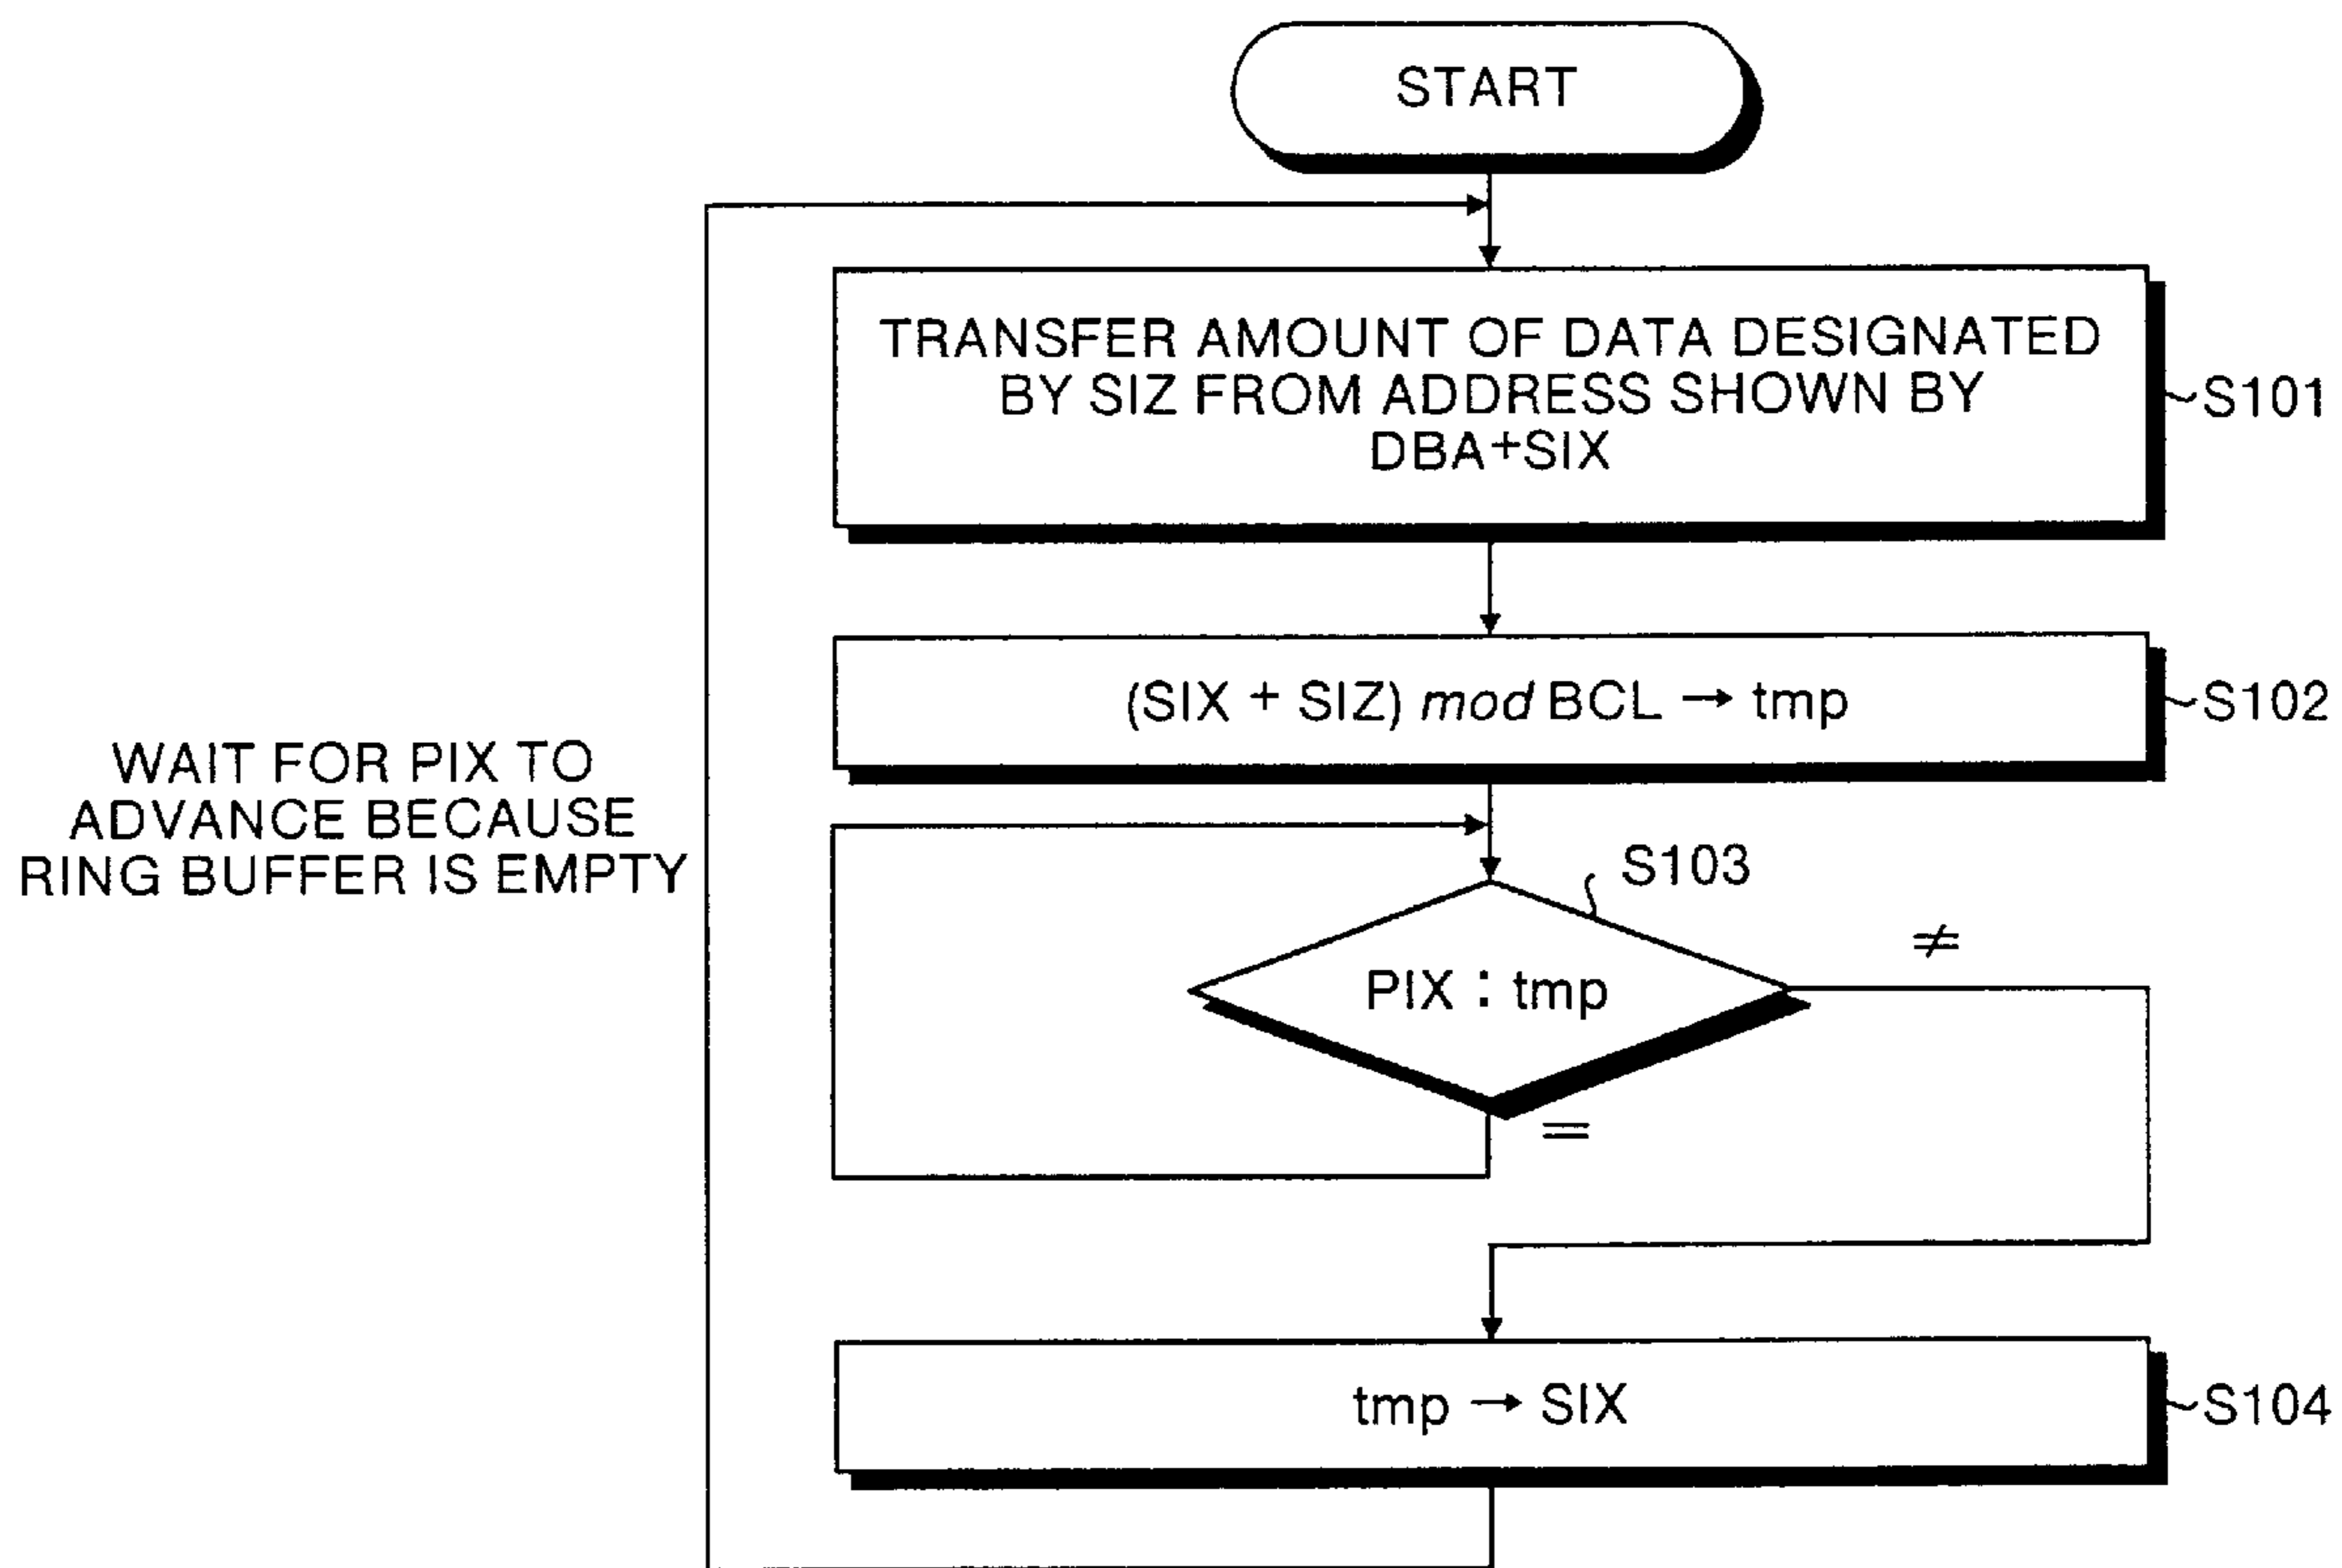 START
TRANSFER AMOUNT OF DATA DESIGNATED
BY SIZ FROM ADDRESS SHOWN BY
DBA+SIX
~S101
(SIX + SIZ) mod BCL → tmp
~S102
WAIT FOR PIX TO
ADVANCE BECAUSE
RING BUFFER IS EMPTY
S103
≠
PIX : tmp
=
tmp → SIX
~S104